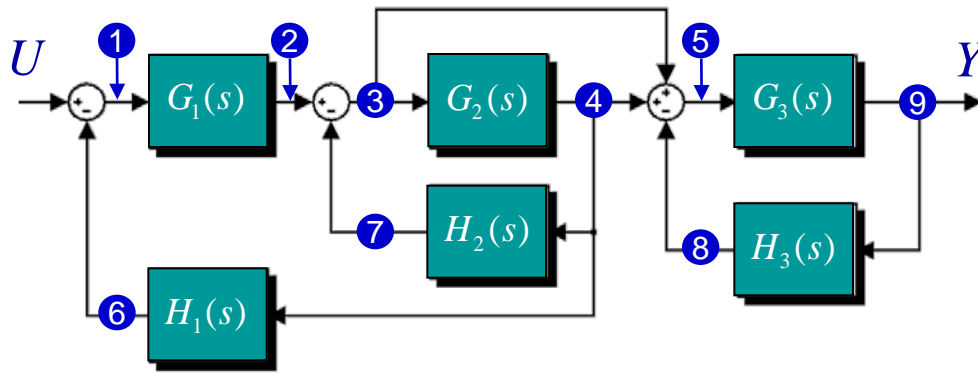 1 2 5
U Y
+ - G₁(s) + - 3 G₂(s) 4 + + - G₃(s) 9
7 H₂(s) 8 H₃(s)
6 H₁(s)